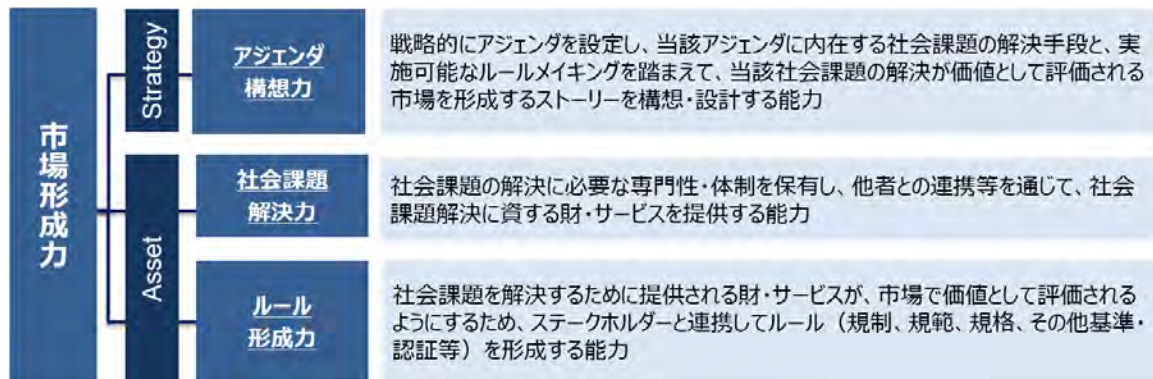 市場形成力
Strategy
アジェンダ
構想力
戦略的にアジェンダを設定し、当該アジェンダに内在する社会課題の解決手段と、実
施可能なルールメイキングを踏まえて、当該社会課題の解決が価値として評価される
市場を形成するストーリーを構想・設計する能力
Asset
社会課題
解決力
社会課題の解決に必要な専門性・体制を保有し、他者との連携等を通じて、社会
課題解決に資する財・サービスを提供する能力
ルール
形成力
社会課題を解決するために提供される財・サービスが、市場で価値として評価される
ようにするため、ステークホルダーと連携してルール（規制、規範、規格、その他基準・
認証等）を形成する能力